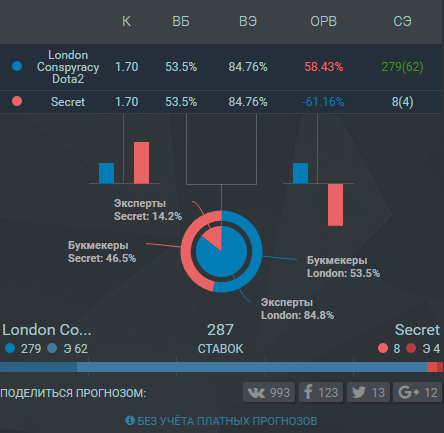 К ВБ ВЭ ОРВ СЭ
London
Conspyracy
Dota2
1.70 53.5% 84.76% 58.43% 279(62)
Secret 1.70 53.5% 84.76% -61.16% 8(4)
Эксперты
Secret: 14.2%
Букмекеры
Secret: 46.5%
Букмекеры
London: 53.5%
Эксперты
London: 84.8%
London Co... 287 Secret
279 Э 62 СТАВОК 8 Э 4
ПОДЕЛИТЬСЯ ПРОГНОЗОМ: 993 123 13 G+ 12
БЕЗ УЧЁТА ПЛАТНЫХ ПРОГНОЗОВ